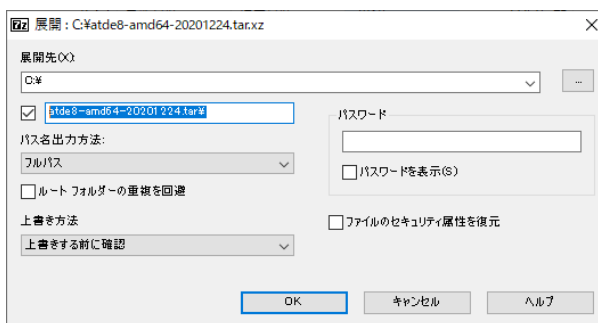 7z 展開 : C:¥atde8-amd64-20201224.tar.xz
展開先(X):
C:¥
...
atde8-amd64-20201224.tar¥
パスワード
パス名出力方法:
フルパス
パスワードを表示(S)
ルート フォルダーの重複を回避
上書き方法
ファイルのセキュリティ属性を復元
上書きする前に確認
OK
キャンセル
ヘルプ